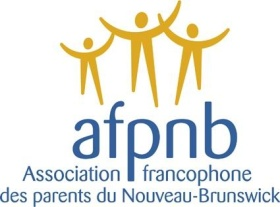 afpnb
Association francophone
des parents du Nouveau-Brunswick